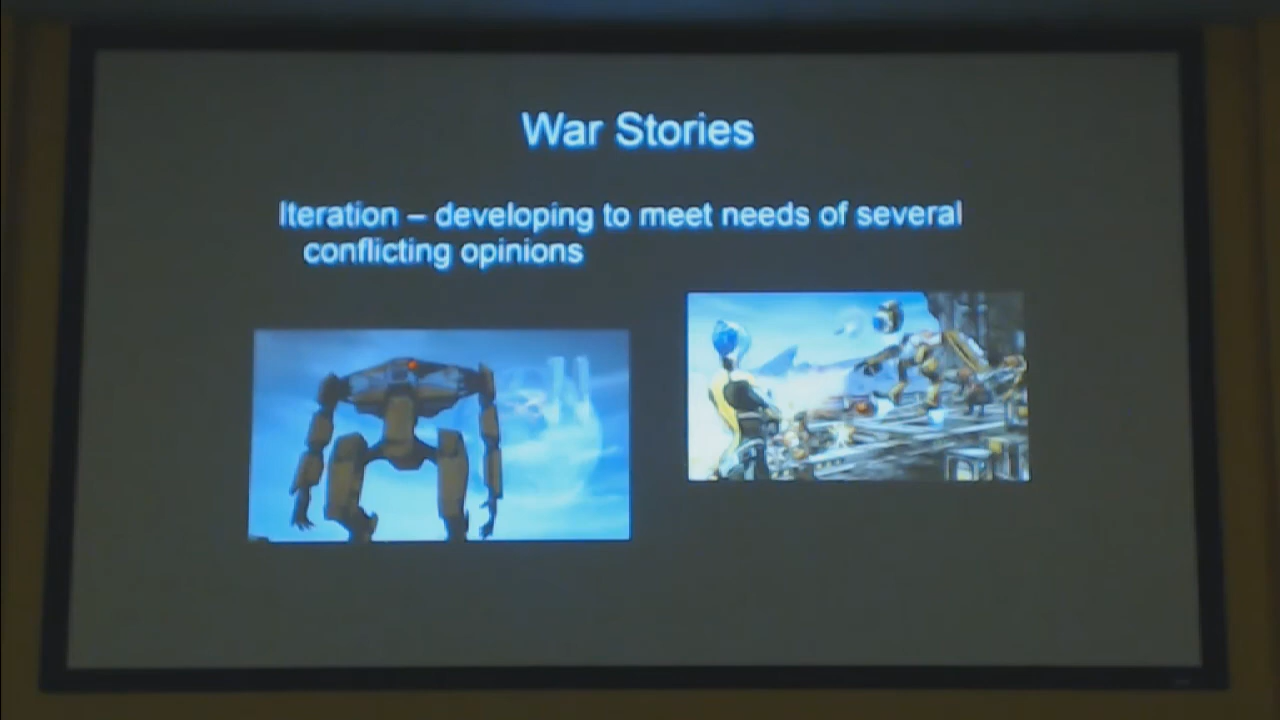 War Stories
Iteration – developing to meet needs of several
conflicting opinions